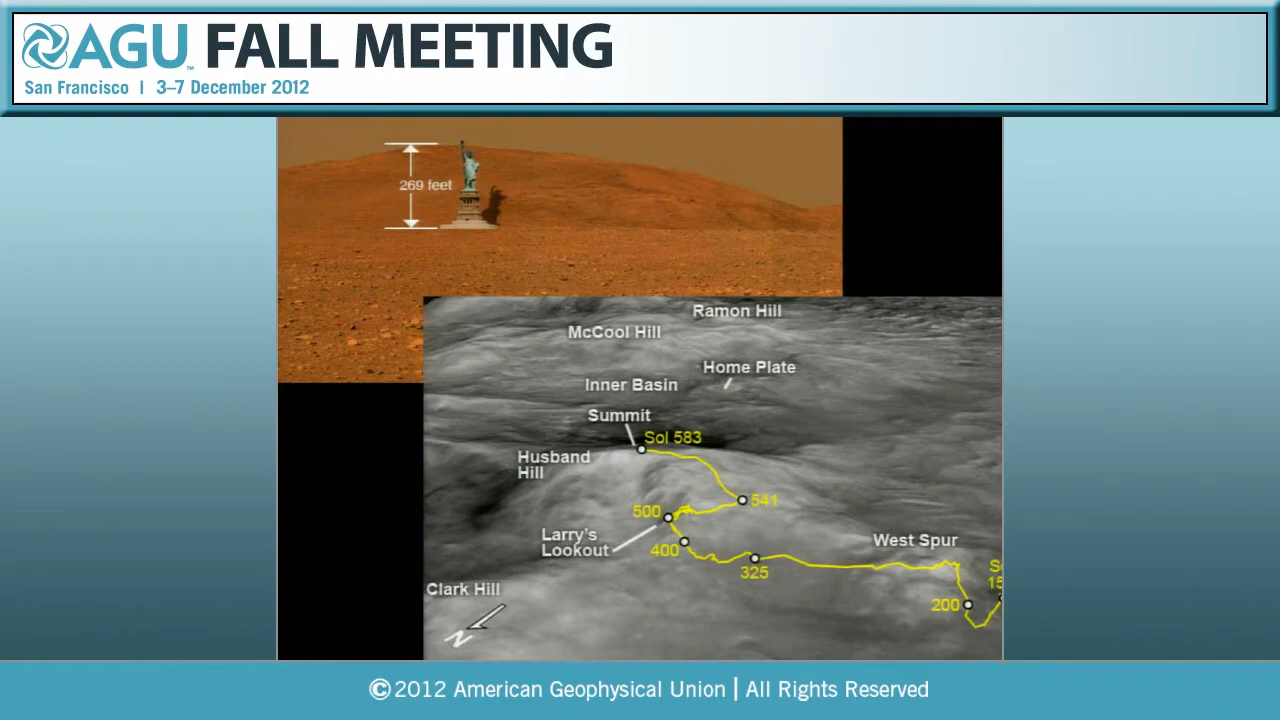 AGU™ FALL MEETING
San Francisco | 3–7 December 2012
269 feet
Ramon Hill
McCool Hill
Home Plate
Inner Basin
Summit
Sol 583
Husband
Hill
541
500
Larry's
Lookout
400
West Spur
325
Clark Hill
200
N
©2012 American Geophysical Union | All Rights Reserved